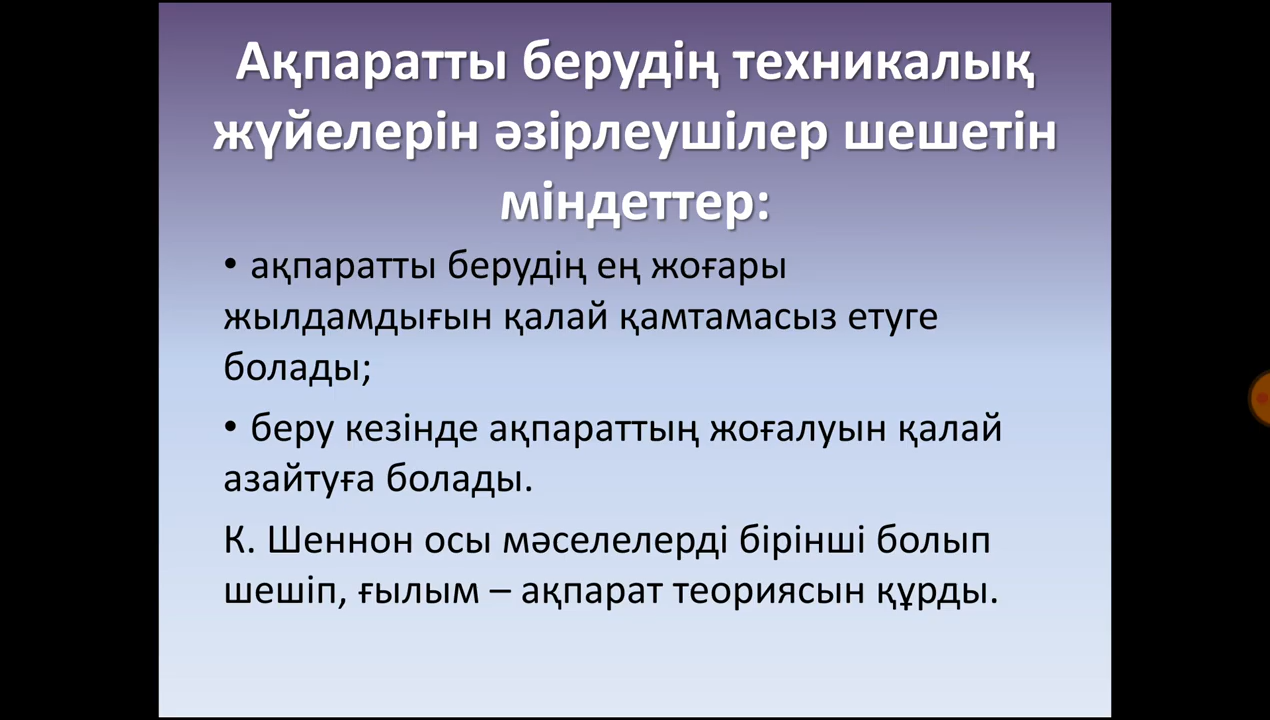 Ақпаратты берудің техникалық
жүйелерін әзірлеушілер шешетін
міндеттер:
• ақпаратты берудің ең жоғары
жылдамдығын қалай қамтамасыз етуге
болады;
• беру кезінде ақпараттың жоғалуын қалай
азайтуға болады.
К. Шеннон осы мәселелерді бірінші болып
шешіп, ғылым – ақпарат теориясын құрды.